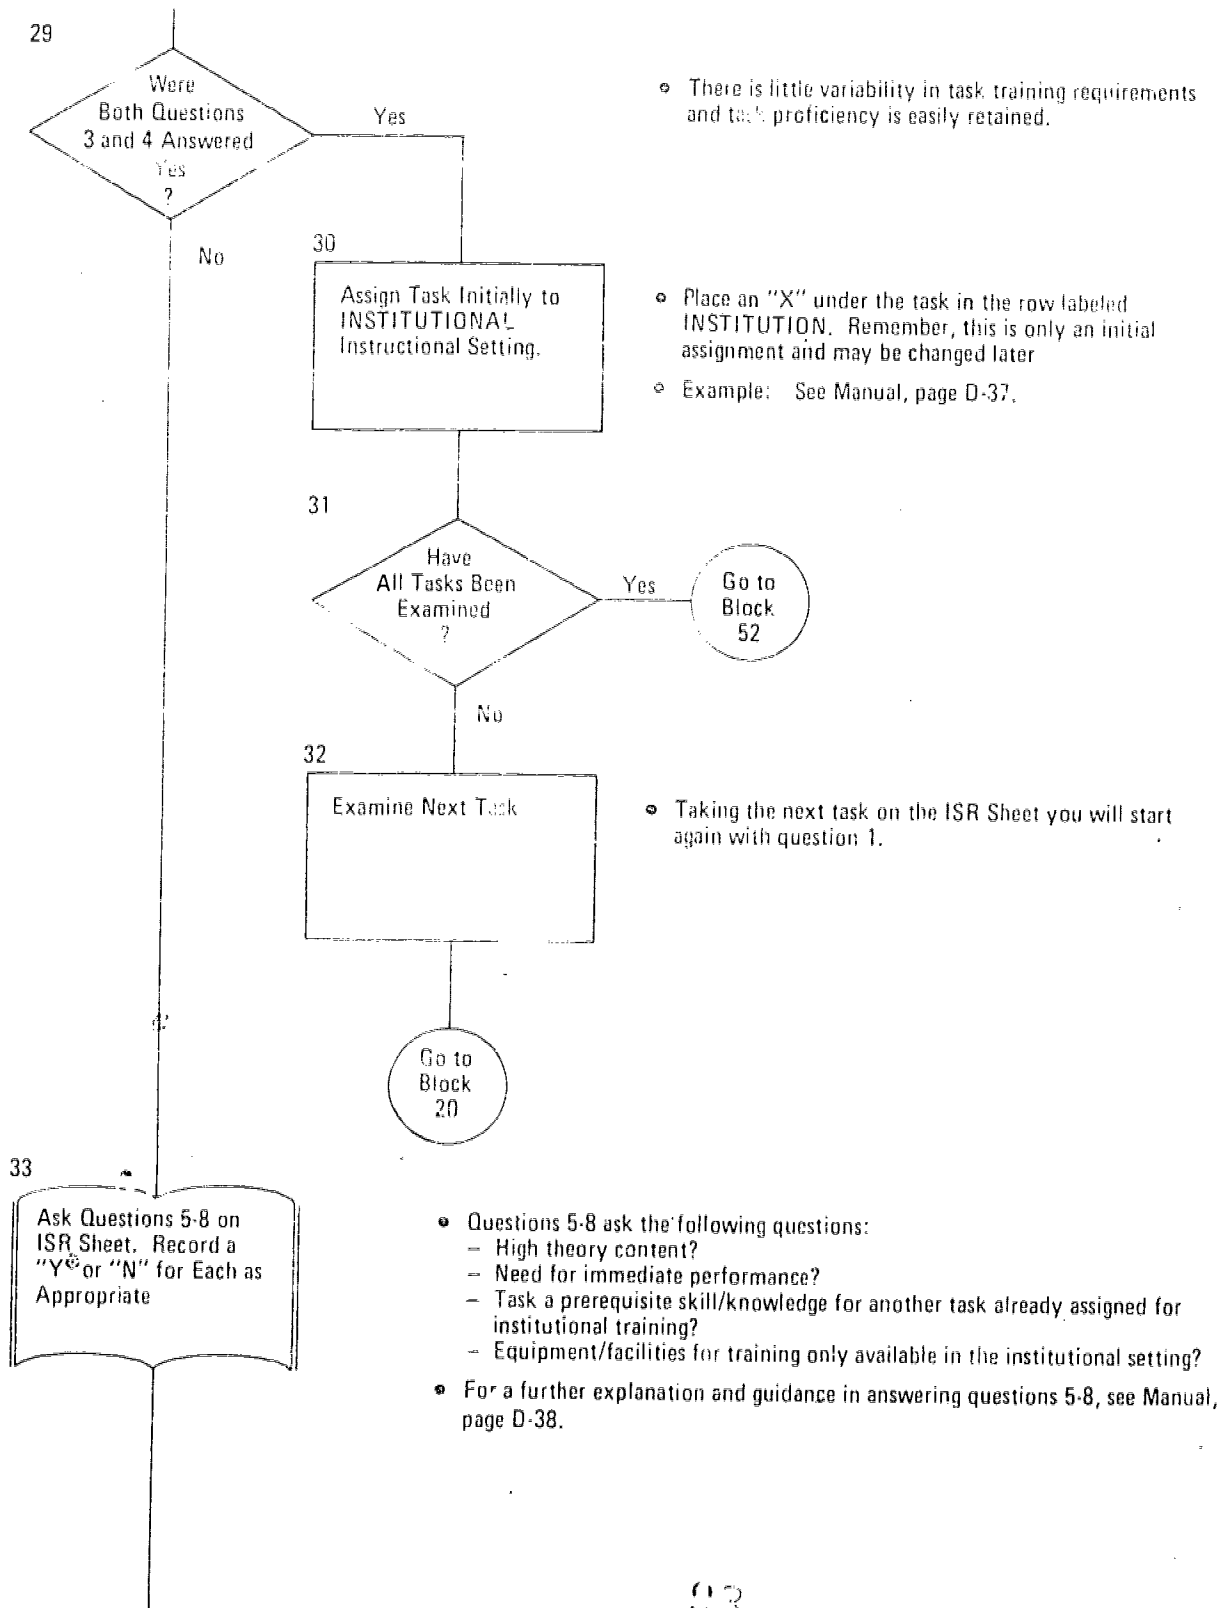 29
Were
Both Questions
3 and 4 Answered
Yes
?
Yes
No
• There is little variability in task training requirements
and task proficiency is easily retained.
30
Assign Task Initially to
INSTITUTIONAL
Instructional Setting.
• Place an "X" under the task in the row labeled
INSTITUTION. Remember, this is only an initial
assignment and may be changed later
• Example: See Manual, page D-37.
31
Have
All Tasks Been
Examined
?
Yes
Go to
Block
52
No
32
Examine Next Task
• Taking the next task on the ISR Sheet you will start
again with question 1.
Go to
Block
20
33
Ask Questions 5-8 on
ISR Sheet. Record a
"Y" or "N" for Each as
Appropriate
• Questions 5-8 ask the following questions:
– High theory content?
– Need for immediate performance?
– Task a prerequisite skill/knowledge for another task already assigned for
institutional training?
– Equipment/facilities for training only available in the institutional setting?
• For a further explanation and guidance in answering questions 5-8, see Manual,
page D-38.